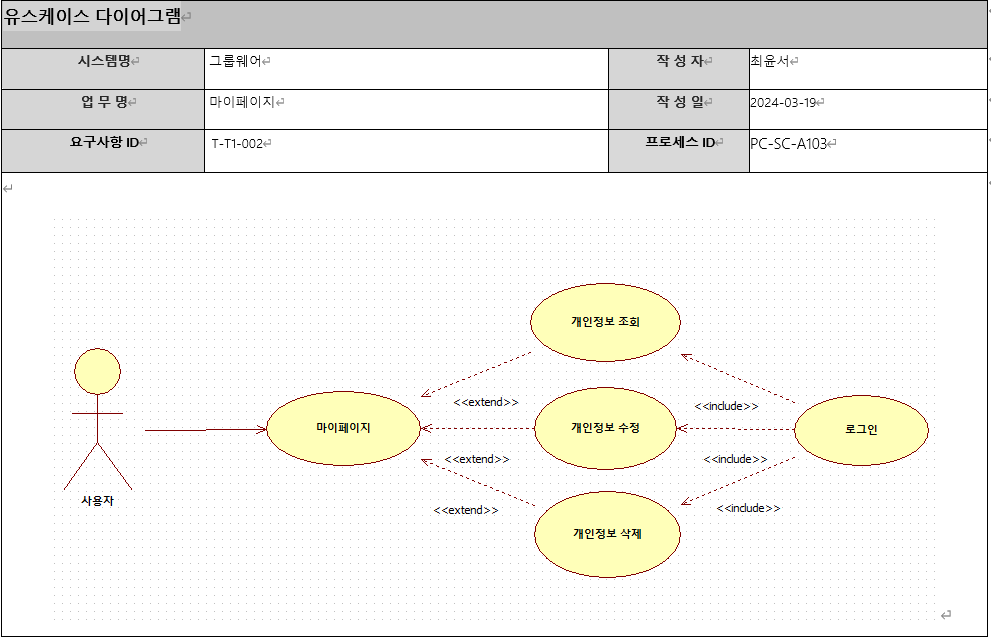 유스케이스 다이어그램
시스템명 그룹웨어 작 성 자 최윤서
업 무 명 마이페이지 작 성 일 2024-03-19
요구사항 ID T-T1-002 프로세스 ID PC-SC-A103
개인정보 조회
<<extend>> <<include>>
마이페이지 개인정보 수정 로그인
<<extend>> <<include>>
사용자
<<extend>> <<include>>
개인정보 삭제